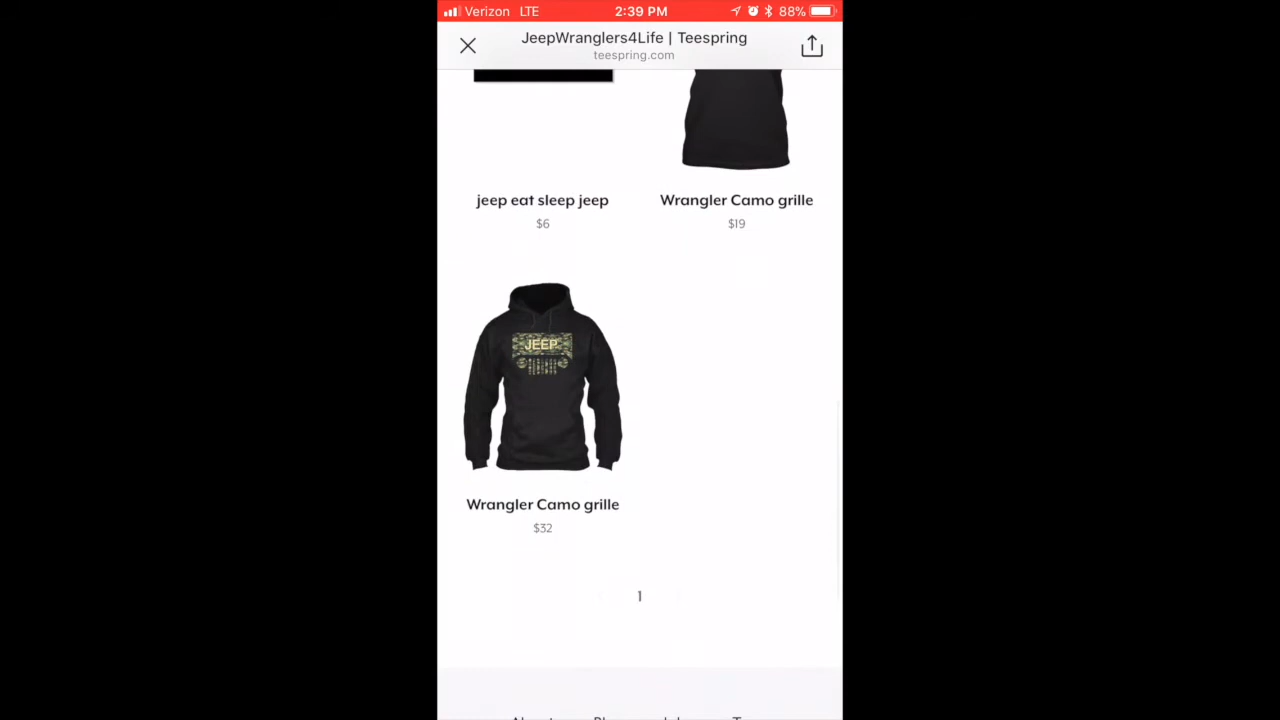 Verizon LTE 2:39 PM 88%
JeepWranglers4Life | Teespring
teespring.com
jeep eat sleep jeep
$6
Wrangler Camo grille
$19
JEEP
Wrangler Camo grille
$32
1